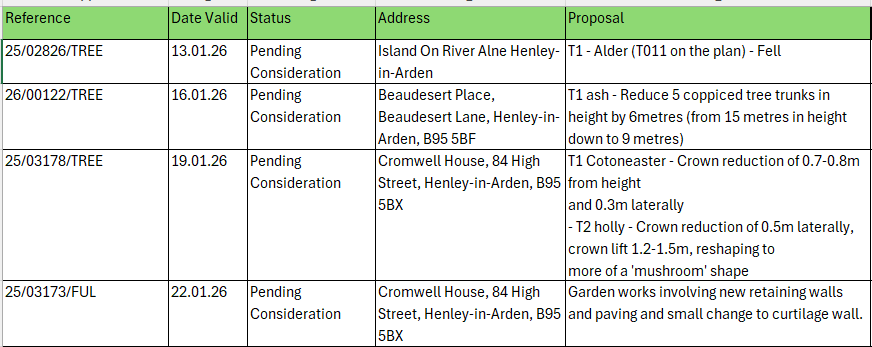 Reference Date Valid Status Address Proposal
25/02826/TREE 13.01.26 Pending Consideration Island On River Alne Henley-in-Arden T1 - Alder (T011 on the plan) - Fell
26/00122/TREE 16.01.26 Pending Consideration Beaudesert Place, Beaudesert Lane, Henley-in-Arden, B95 5BF T1 ash - Reduce 5 coppiced tree trunks in height by 6metres (from 15 metres in height down to 9 metres)
25/03178/TREE 19.01.26 Pending Consideration Cromwell House, 84 High Street, Henley-in-Arden, B95 5BX T1 Cotoneaster - Crown reduction of 0.7-0.8m from height
and 0.3m laterally
- T2 holly - Crown reduction of 0.5m laterally, crown lift 1.2-1.5m, reshaping to
more of a 'mushroom' shape
25/03173/FUL 22.01.26 Pending Consideration Cromwell House, 84 High Street, Henley-in-Arden, B95 5BX Garden works involving new retaining walls and paving and small change to curtilage wall.